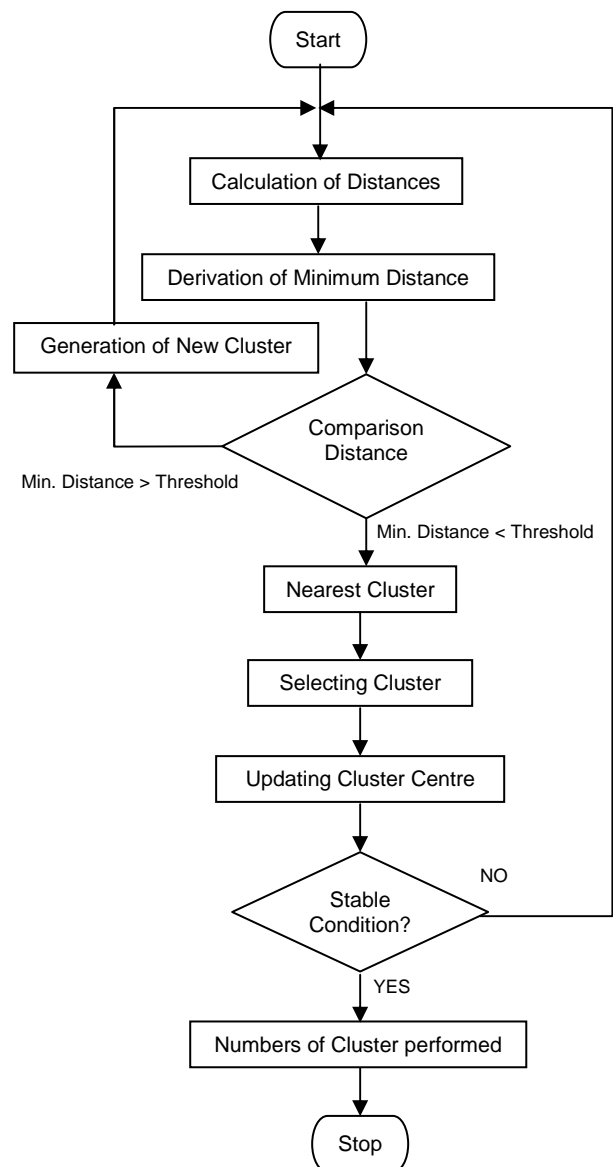 Start
Calculation of Distances
Derivation of Minimum Distance
Generation of New Cluster
Comparison
Distance
Min. Distance > Threshold
Min. Distance < Threshold
Nearest Cluster
Selecting Cluster
Updating Cluster Centre
Stable
Condition?
NO
YES
Numbers of Cluster performed
Stop